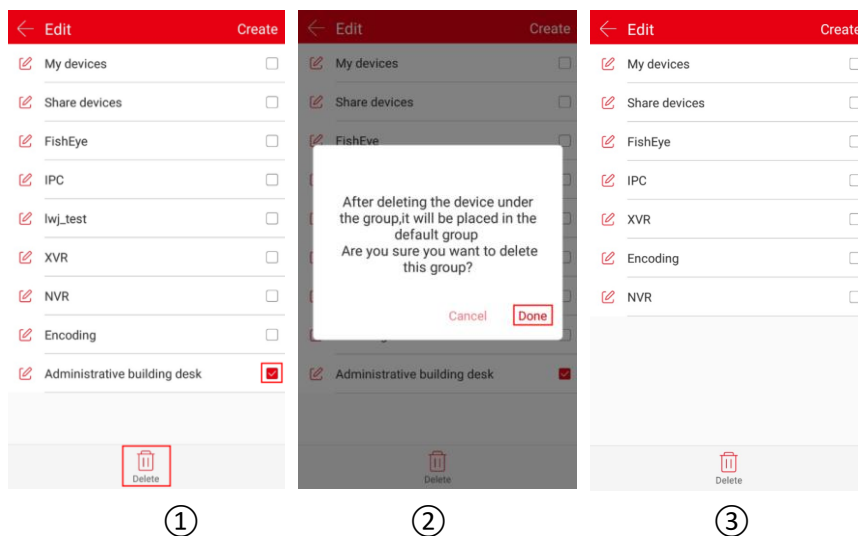 Edit Create
My devices
Share devices
FishEye
IPC
lwj_test
XVR
NVR
Encoding
Administrative building desk
Delete
①
Edit Create
My devices
Share devices
FishEye
After deleting the device under
the group,it will be placed in the
default group
Are you sure you want to delete
this group?
Cancel Done
Administrative building desk
Delete
②
Edit Create
My devices
Share devices
FishEye
IPC
XVR
Encoding
NVR
Delete
③